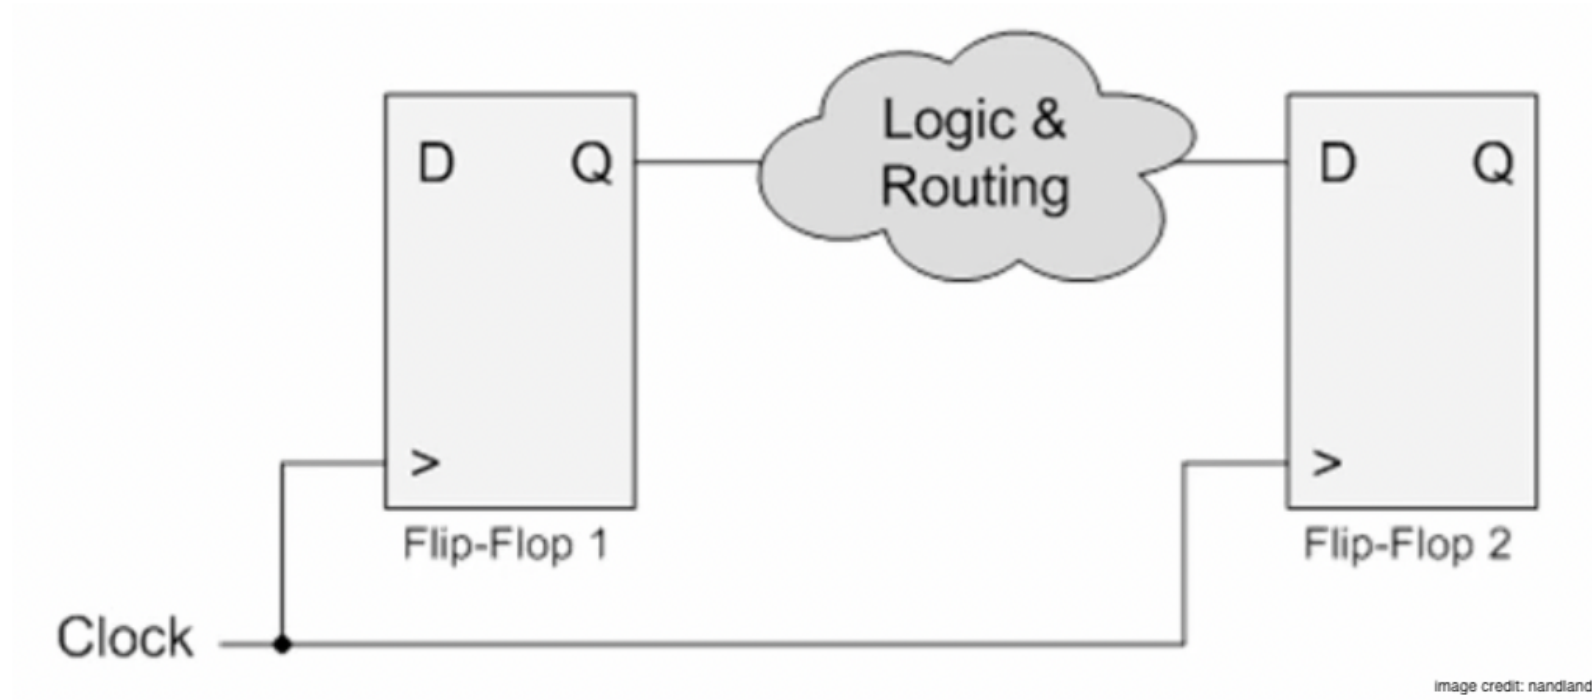 D Q
Logic &
Routing
D Q
>
>
Flip-Flop 1
Flip-Flop 2
Clock
image credit: nandland